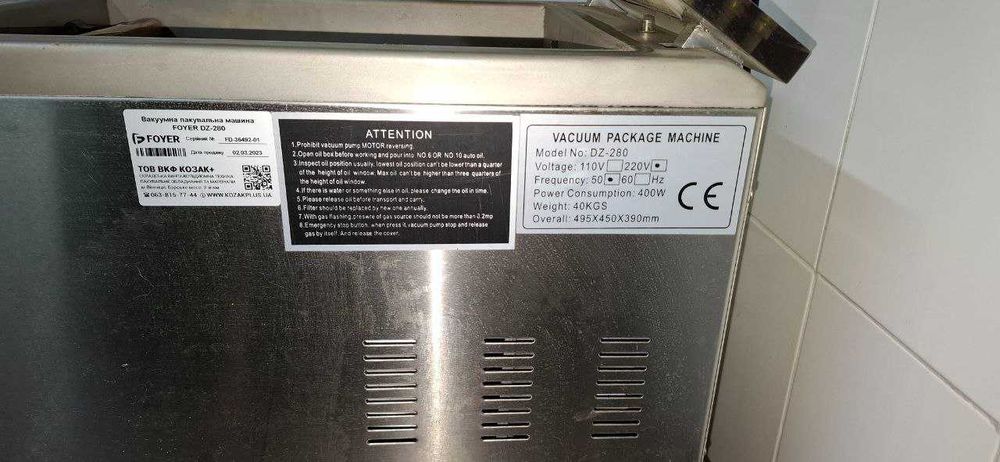 Вакуумна пакувальна машина
FOYER DZ-280
FOYER Серійний № FD-36492-01
Дата продажу 02.03.2023
ТОВ ВКФ КОЗАК+
063-815-77-44 WWW.KOZAKPLUS.UA
ATTENTION
1.Prohibit vacuum pump MOTOR reversing.
2.Open oil box before working and pour into NO.6 OR NO.10 auto oil.
3.Inspect oil position usually, lowest oil position can't be lower than a quarter
of the height of oil window. Max oil can't be higher than three quarters of
the height of oil window.
4.If there is water or something else in oil, please change the oil in time.
5.Please release oil before transport and carry.
6.Filter should be replaced by new one annually.
7.With gas flashing, preswre of gas source should not be more than 0.2mp
8.Emergency stop button, when press it, vacuum pump stop and release
gas by itself. And release the cover.
VACUUM PACKAGE MACHINE
Model No: DZ-280
Voltage: 110V 220V
Frequency: 50 60 Hz
Power Consumption: 400W
Weight: 40KGS
Overall: 495X450X390mm
CE